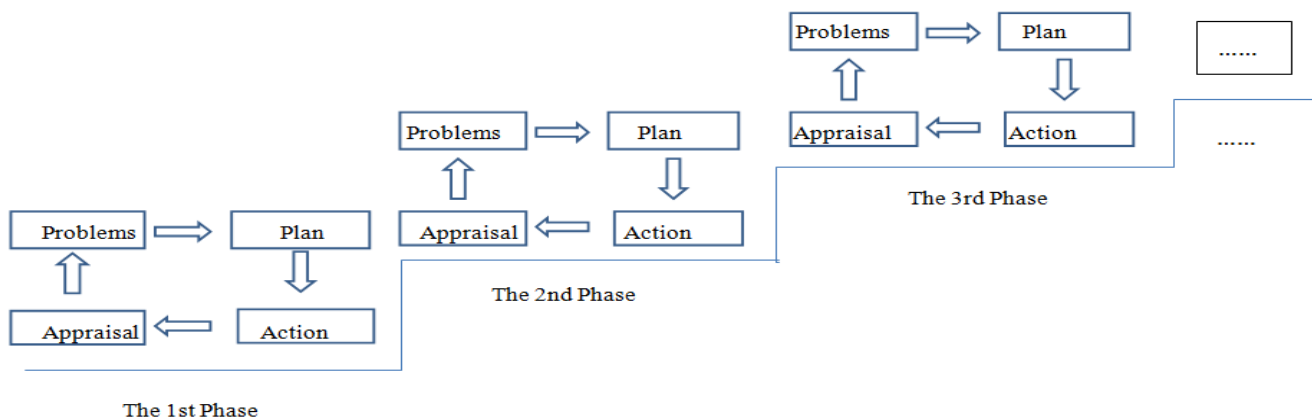 Problems
Plan
......
Appraisal
Action
......
The 3rd Phase
Problems
Plan
Appraisal
Action
The 2nd Phase
Problems
Plan
Appraisal
Action
The 1st Phase